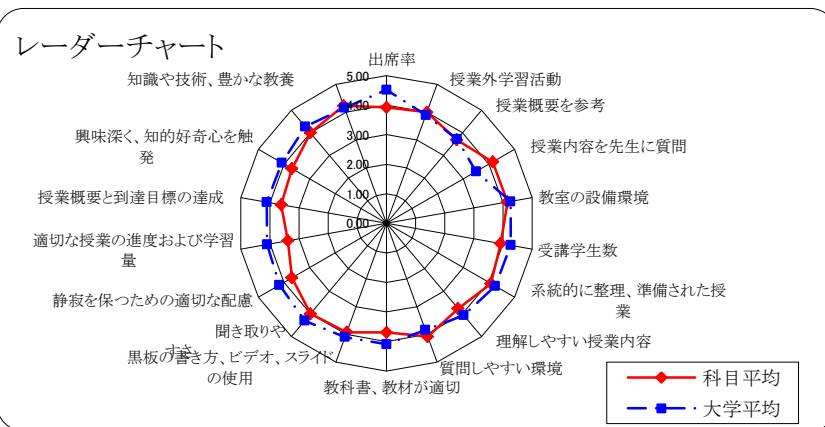 レーダーチャート
出席率
授業外学習活動
授業概要を参考
授業内容を先生に質問
教室の設備環境
受講学生数
系統的に整理、準備された授
業
理解しやすい授業内容
質問しやすい環境
教科書、教材が適切
黒板の書き方、ビデオ、スライド
の使用
聞き取りや
すさ
静寂を保つための適切な配慮
適切な授業の進度および学習
量
授業概要と到達目標の達成
興味深く、知的好奇心を触
発
知識や技術、豊かな教養
5.00
4.00
3.00
2.00
1.00
0.00
科目平均
大学平均